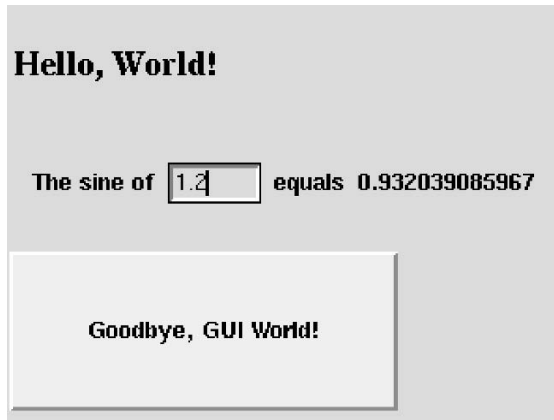 Hello, World!
The sine of 1.2 equals 0.932039085967
Goodbye, GUI World!